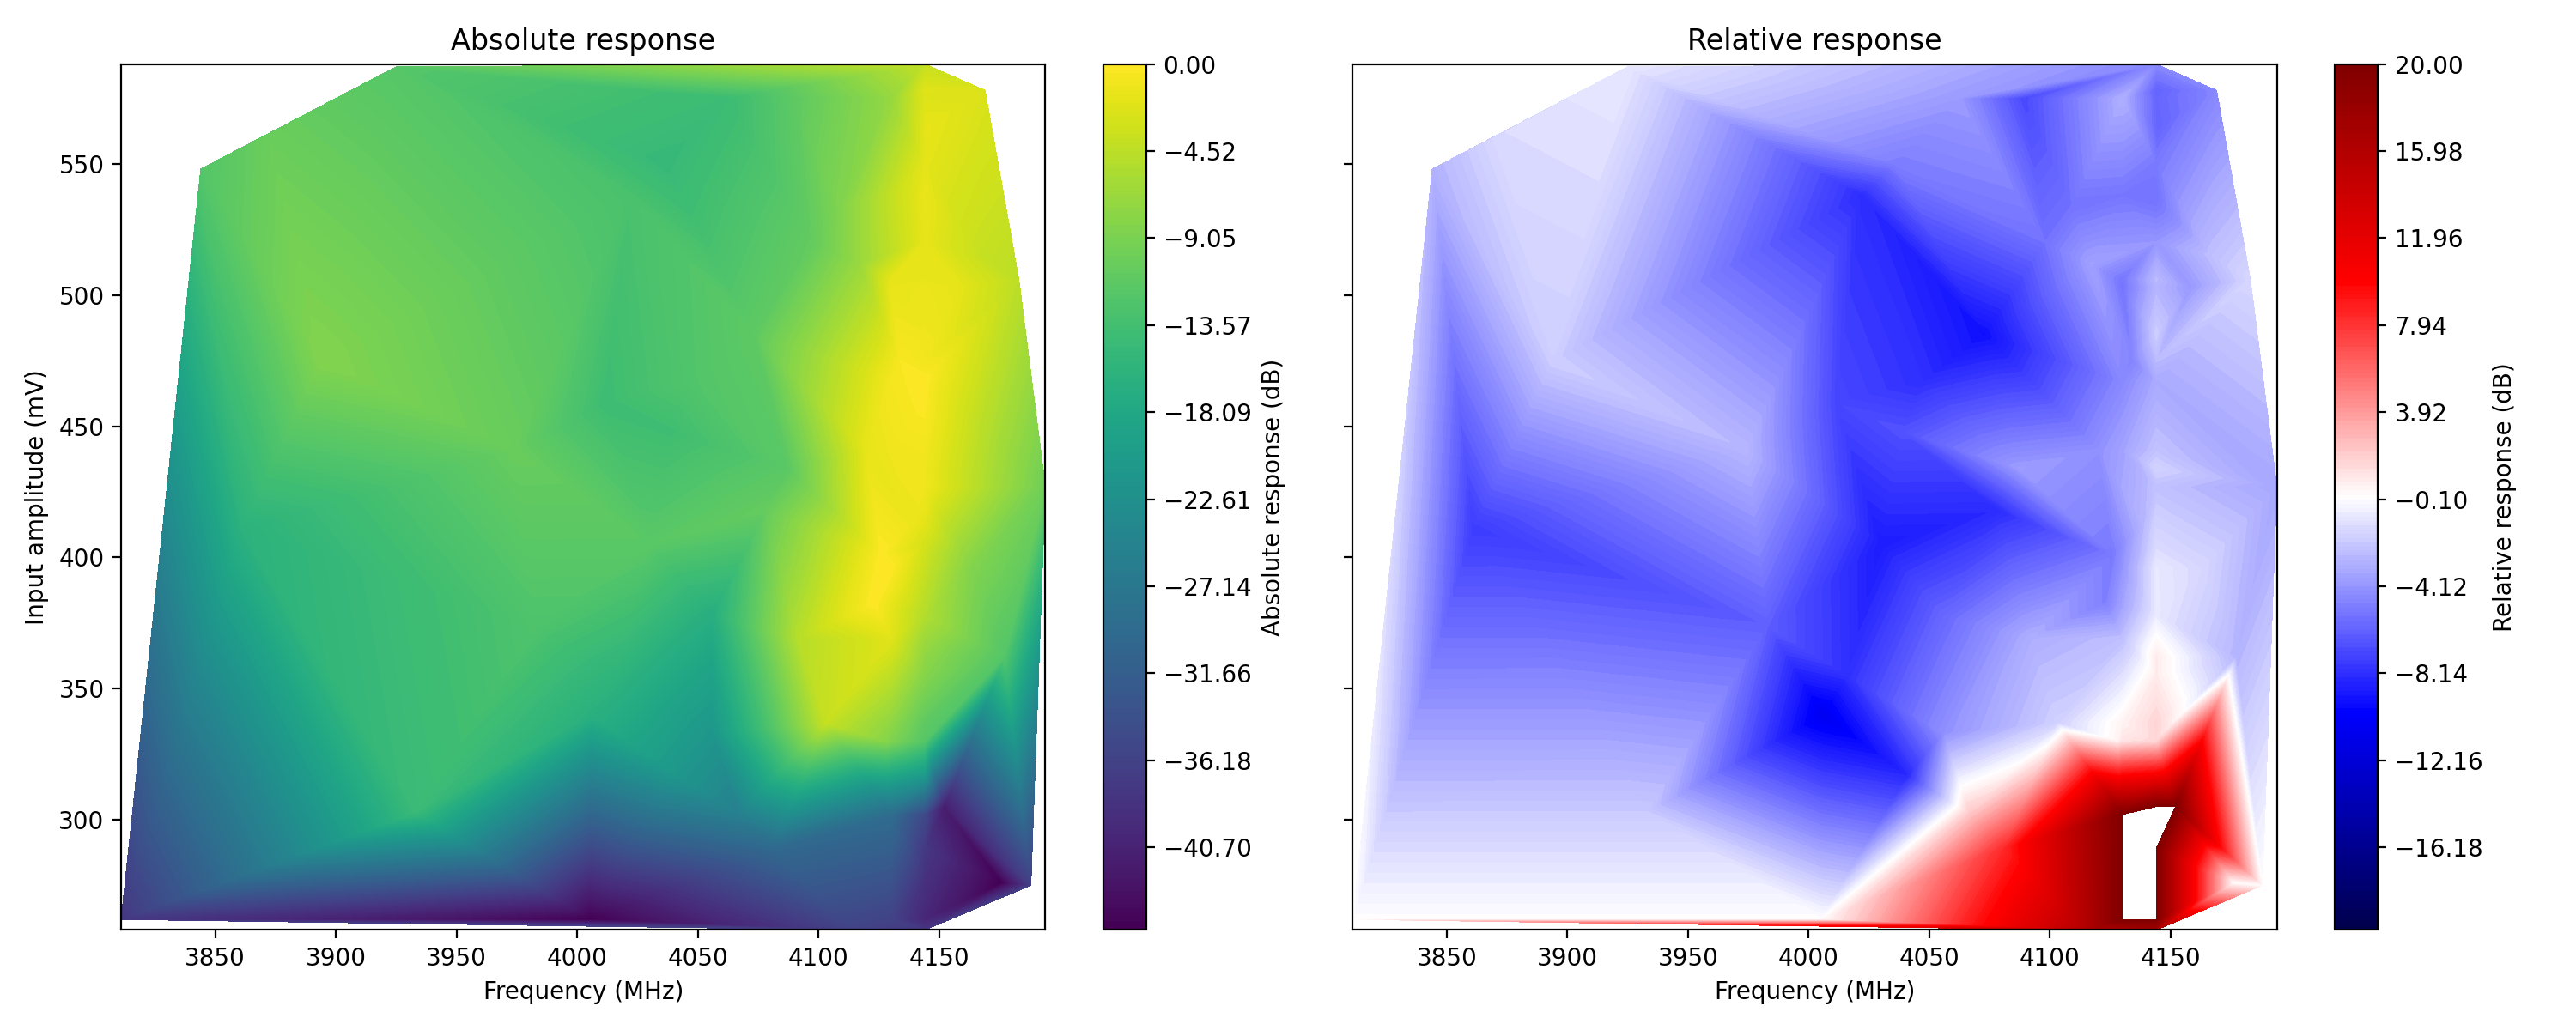 Absolute response
Relative response
0.00
−4.52
−9.05
−13.57
−18.09
−22.61
−27.14
−31.66
−36.18
−40.70
Absolute response (dB)
20.00
15.98
11.96
7.94
3.92
−0.10
−4.12
−8.14
−12.16
−16.18
Relative response (dB)
550
500
450
400
350
300
Input amplitude (mV)
3850 3900 3950 4000 4050 4100 4150
Frequency (MHz)
3850 3900 3950 4000 4050 4100 4150
Frequency (MHz)